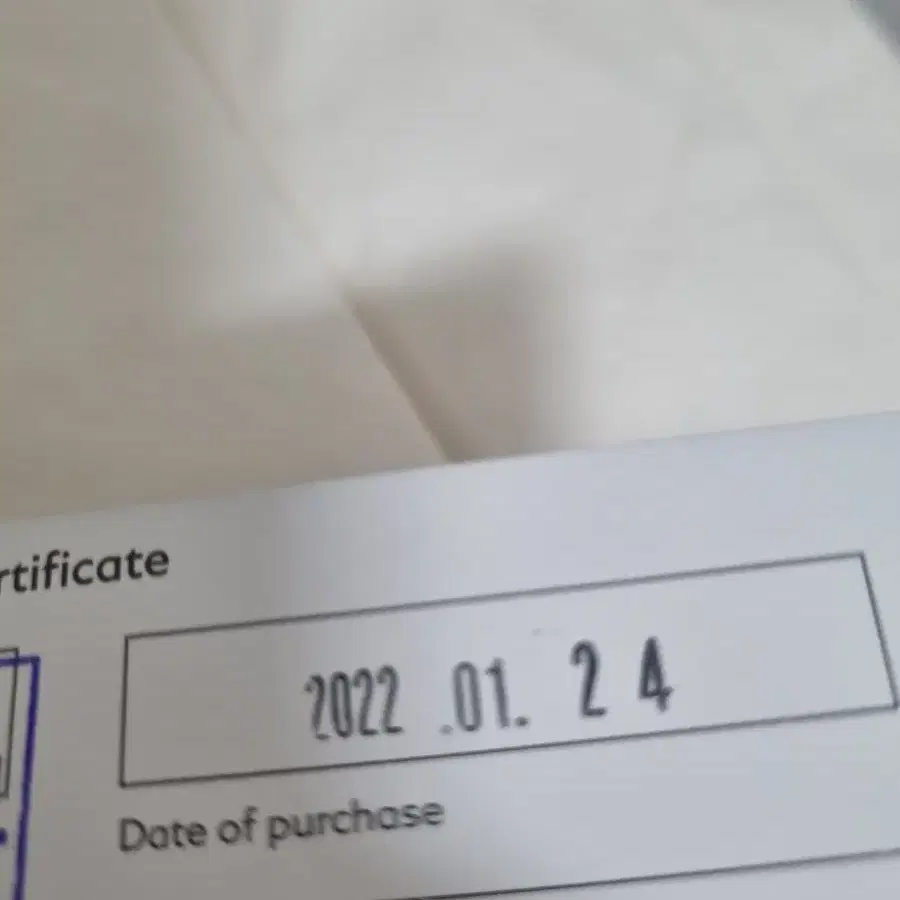 rtificate
2022 .01. 2 4
Date of purchase